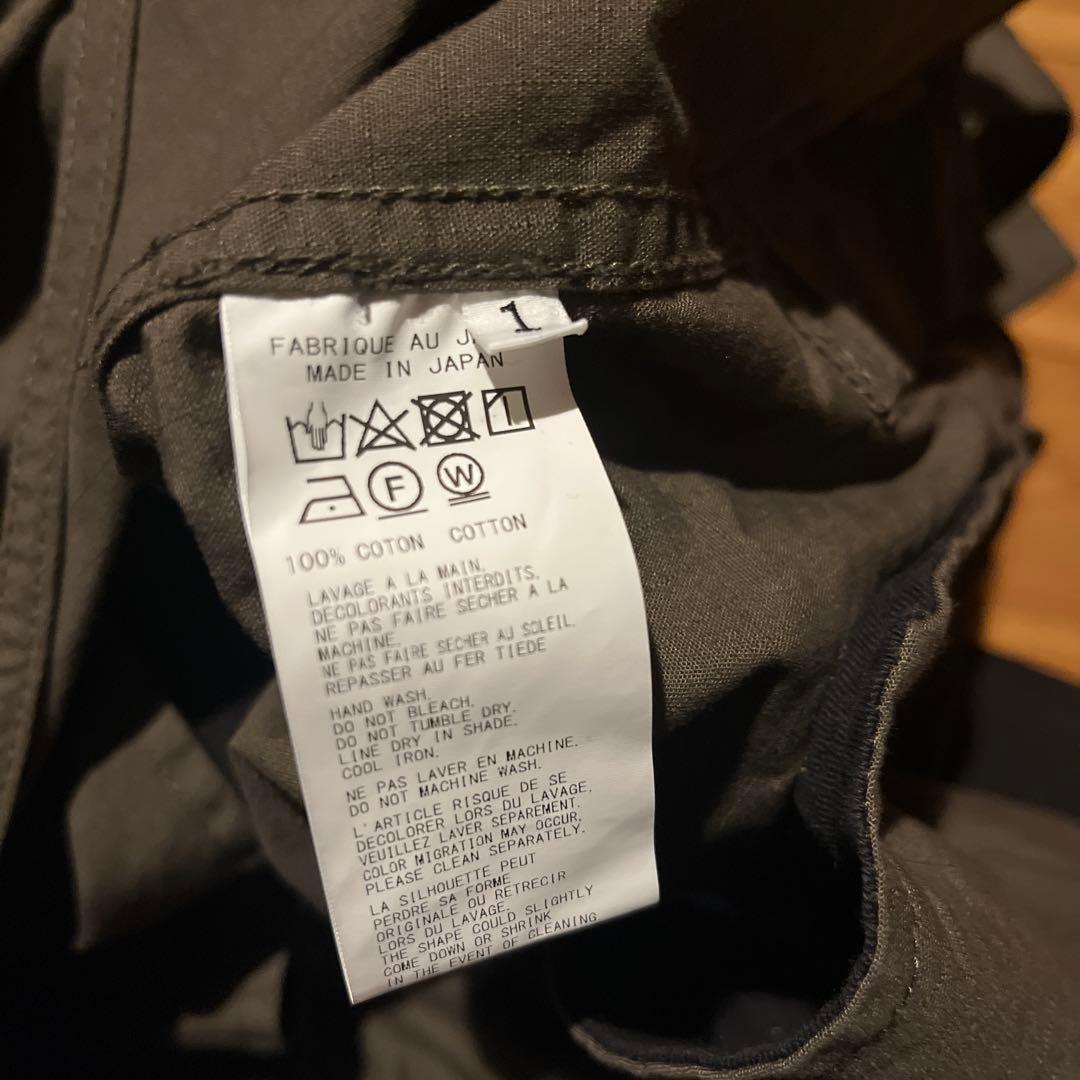 1
FABRIQUE AU
MADE IN JAPAN
F W
100% COTON COTTON
LAVAGE A LA MAIN.
DECOLORANTS INTERDITS.
NE PAS FAIRE SECHER A LA
MACHINE.
NE PAS FAIRE SECHER AU SOLEIL.
REPASSER AU FER TIEDE
HAND WASH.
DO NOT BLEACH.
DO NOT TUMBLE DRY.
LINE DRY IN SHADE.
COOL IRON.
NE PAS LAVER EN MACHINE.
DO NOT MACHINE WASH.
L'ARTICLE RISQUE DE SE
DECOLORER LORS DU LAVAGE.
VEUILLEZ LAVER SEPAREMENT.
COLOR MIGRATION MAY OCCUR.
PLEASE CLEAN SEPARATELY.
LA SILHOUETTE PEUT
PERDRE SA FORME
ORIGINALE OU RETRECIR
LORS DU LAVAGE.
THE SHAPE COULD SLIGHTLY
COME DOWN OR SHRINK
IN THE EVENT OF CLEANING